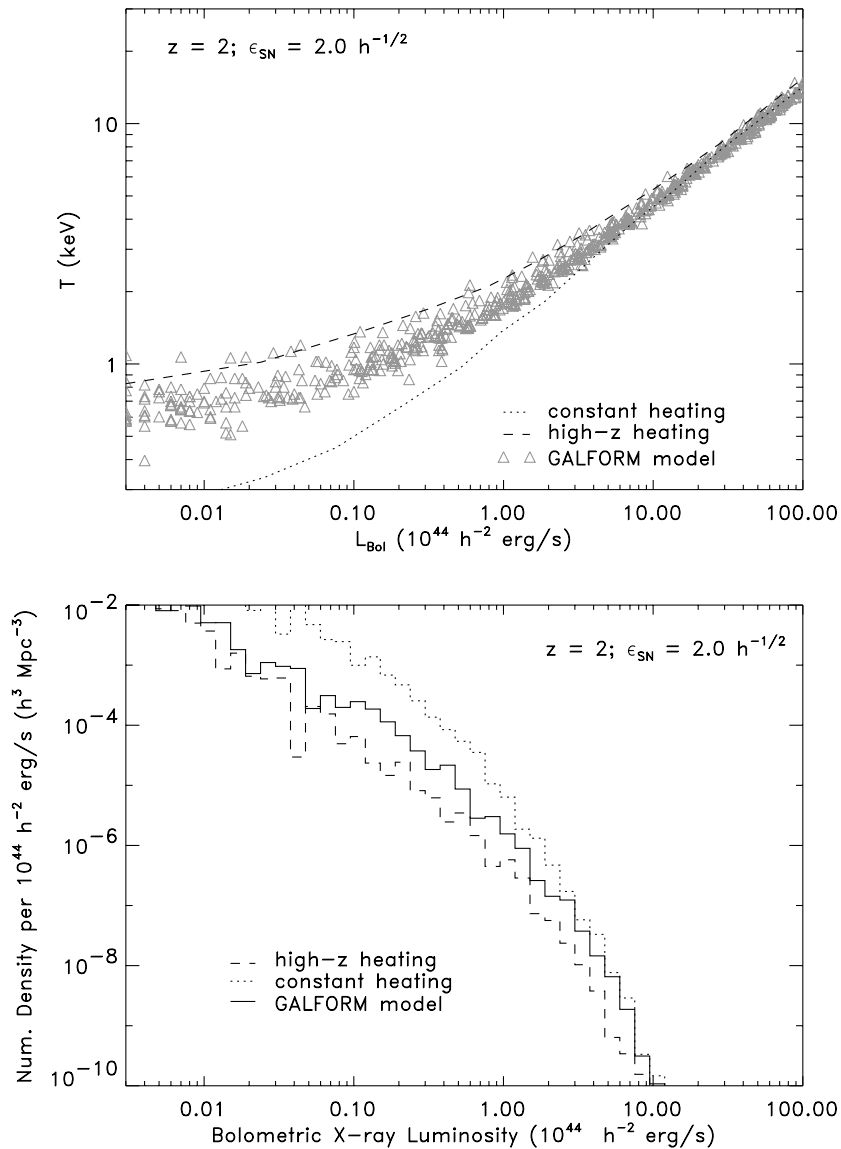 z = 2; ϵSN = 2.0 h^−1/2
10
1
T (keV)
constant heating
high−z heating
GALFORM model
0.01 0.10 1.00 10.00 100.00
LBol (10^44 h^−2 erg/s)
10^−2
10^−4
10^−6
10^−8
10^−10
Num. Density per 10^44 h^−2 erg/s (h^3 Mpc^−3)
z = 2; ϵSN = 2.0 h^−1/2
high−z heating
constant heating
GALFORM model
0.01 0.10 1.00 10.00 100.00
Bolometric X−ray Luminosity (10^44 h^−2 erg/s)